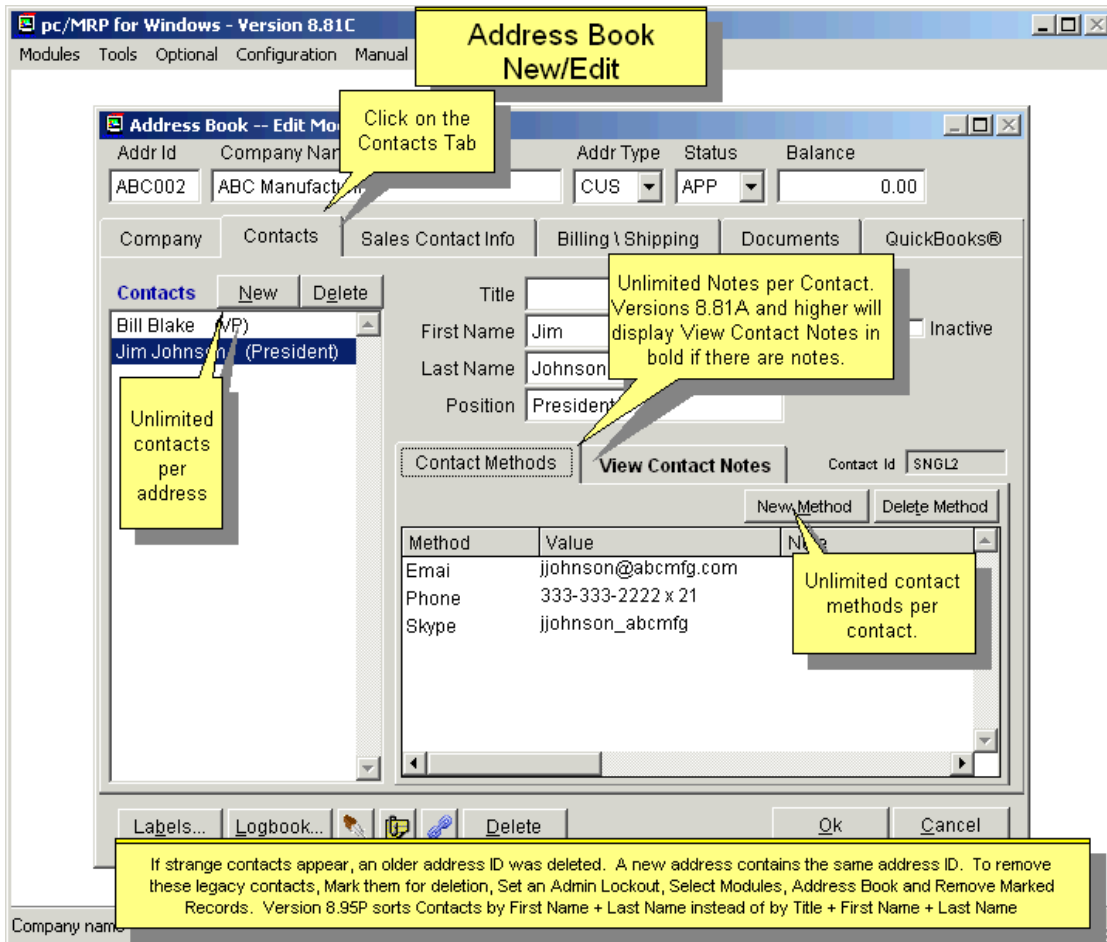 pc/MRP for Windows - Version 8.81C
Modules Tools Optional Configuration Manual
Address Book
New/Edit
Address Book -- Edit Mo
Click on the
Contacts Tab
Addr Id Company Nar Addr Type Status Balance
ABC002 ABC Manufactur CUS APP 0.00
Company Contacts Sales Contact Info Billing \ Shipping Documents QuickBooks®
Contacts New Delete
Bill Blake (VP)
Jim Johnson (President)
Unlimited
contacts
per
address
Title
First Name Jim
Last Name Johnson
Position President
Inactive
Unlimited Notes per Contact.
Versions 8.81A and higher will
display View Contact Notes in
bold if there are notes.
Contact Methods View Contact Notes Contact Id SNGL2
New Method Delete Method
Method Value Note
Emai jjohnson@abcmfg.com
Phone 333-333-2222 x 21
Skype jjohnson_abcmfg
Unlimited contact
methods per
contact.
Labels... Logbook... Delete Ok Cancel
If strange contacts appear, an older address ID was deleted. A new address contains the same address ID. To remove
these legacy contacts, Mark them for deletion, Set an Admin Lockout, Select Modules, Address Book and Remove Marked
Records. Version 8.95P sorts Contacts by First Name + Last Name instead of by Title + First Name + Last Name
Company name